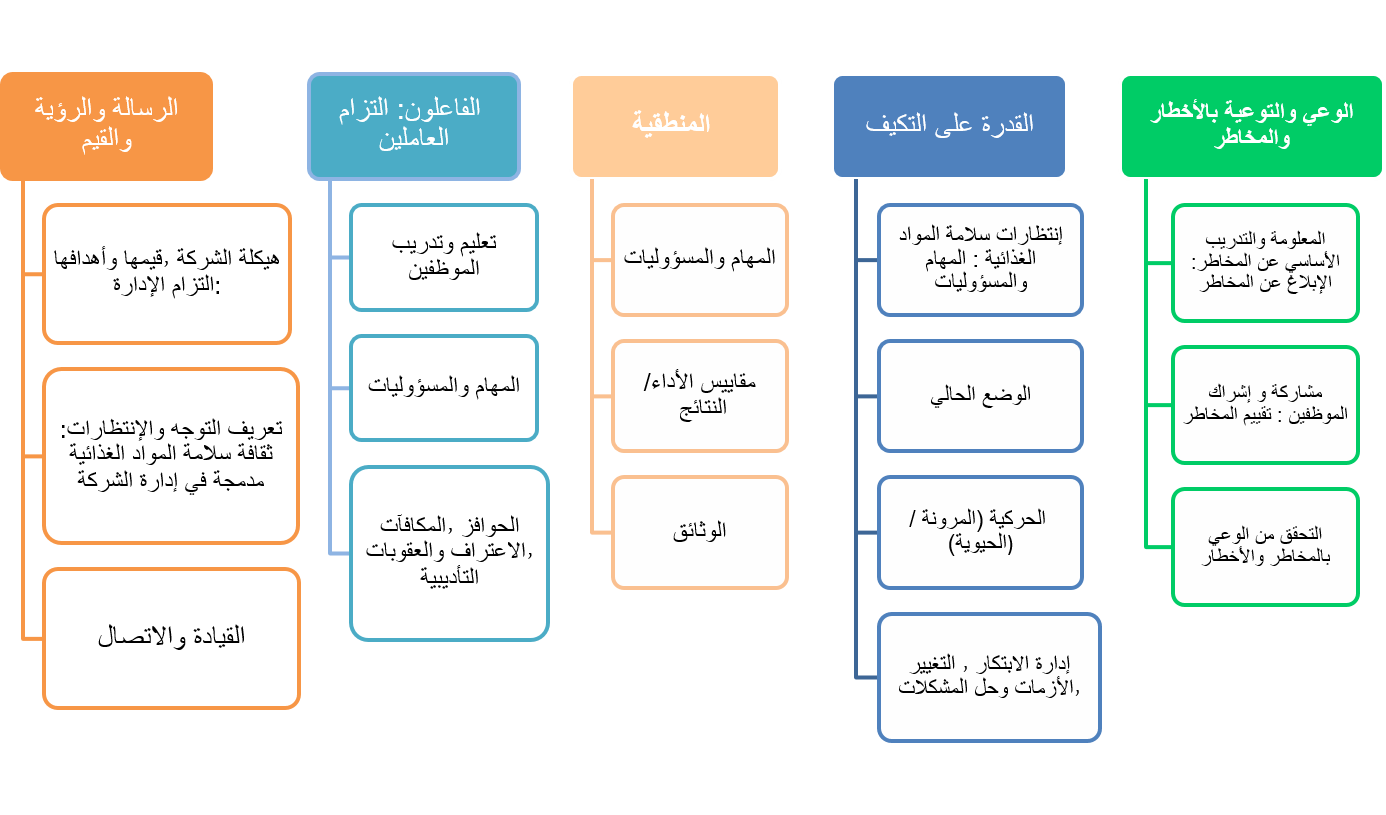 الوعي والتوعية بالأخطار
والمخاطر
المعلومة والتدريب
الأساسي عن المخاطر:
الإبلاغ عن المخاطر
مشاركة و إشراك
الموظفين : تقييم المخاطر
التحقق من الوعي
بالمخاطر والأخطار
القدرة على التكيف
إنتظارات سلامة المواد
الغذائية : المهام
والمسؤوليات
الوضع الحالي
الحركية (المرونة /
الحيوية)
إدارة الابتكار , التغيير
,الأزمات وحل المشكلات
المنطقية
المهام والمسؤوليات
مقاييس الأداء/
النتائج
الوثائق
الفاعلون: التزام
العاملين
تعليم وتدريب
الموظفين
المهام والمسؤوليات
الحوافز ,المكافآت
,الاعتراف والعقوبات
التأديبية
الرسالة والرؤية
والقيم
هيكلة الشركة ,قيمها وأهدافها
:التزام الإدارة
تعريف التوجه والإنتظارات:
ثقافة سلامة المواد الغذائية
مدمجة في إدارة الشركة
القيادة والاتصال